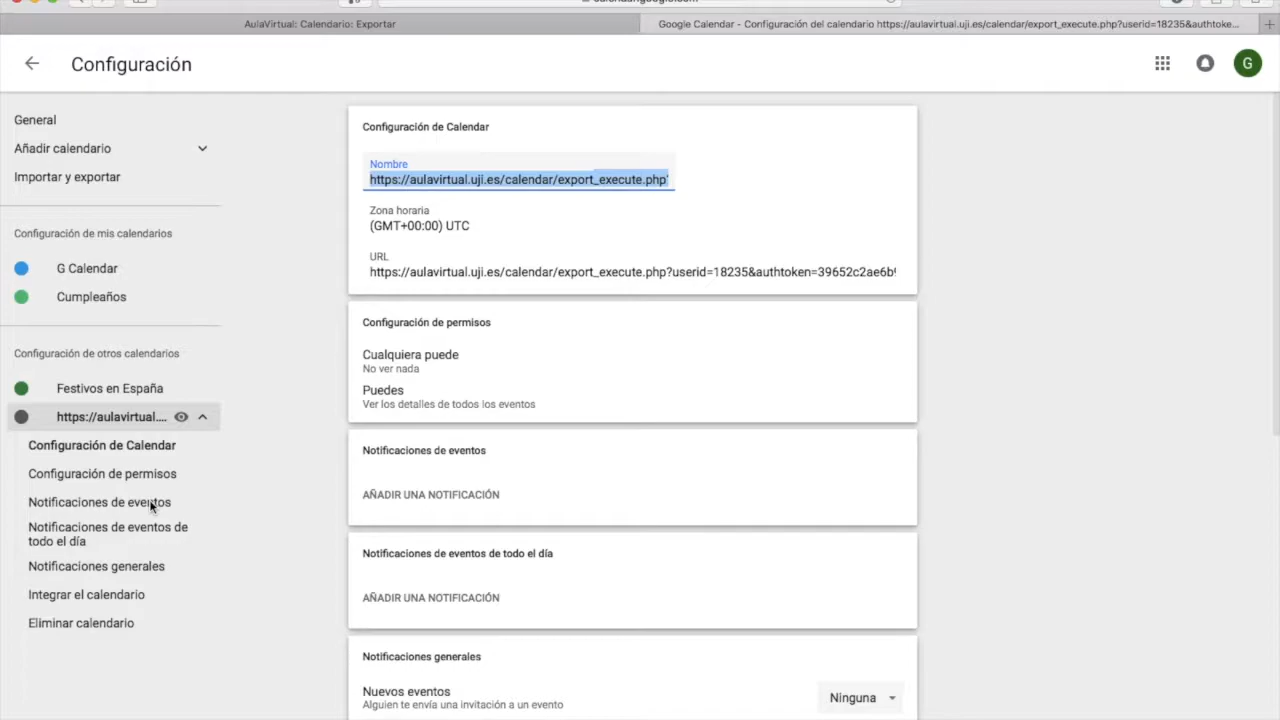 AulaVirtual: Calendario: Exportar
Google Calendar - Configuración del calendario https://aulavirtual.uji.es/calendar/export_execute.php?userid=18235&authtoke...
Configuración
G
General
Añadir calendario
Importar y exportar
Configuración de mis calendarios
G Calendar
Cumpleaños
Configuración de otros calendarios
Festivos en España
https://aulavirtual....
Configuración de Calendar
Configuración de permisos
Notificaciones de eventos
Notificaciones de eventos de
todo el día
Notificaciones generales
Integrar el calendario
Eliminar calendario
Configuración de Calendar
Nombre
https://aulavirtual.uji.es/calendar/export_execute.php?
Zona horaria
(GMT+00:00) UTC
URL
https://aulavirtual.uji.es/calendar/export_execute.php?userid=18235&authtoken=39652c2ae6b
Configuración de permisos
Cualquiera puede
No ver nada
Puedes
Ver los detalles de todos los eventos
Notificaciones de eventos
AÑADIR UNA NOTIFICACIÓN
Notificaciones de eventos de todo el día
AÑADIR UNA NOTIFICACIÓN
Notificaciones generales
Nuevos eventos
Alguien te envía una invitación a un evento
Ninguna